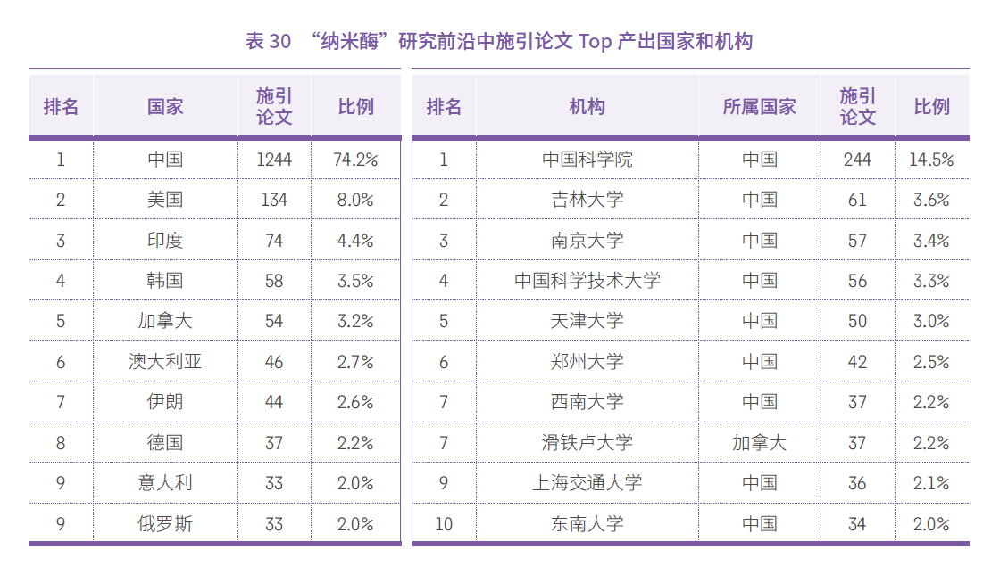 表 30 “纳米酶”研究前沿中施引论文 Top 产出国家和机构
排名 国家 施引论文 比例
1 中国 1244 74.2%
2 美国 134 8.0%
3 印度 74 4.4%
4 韩国 58 3.5%
5 加拿大 54 3.2%
6 澳大利亚 46 2.7%
7 伊朗 44 2.6%
8 德国 37 2.2%
9 意大利 33 2.0%
9 俄罗斯 33 2.0%
排名 机构 所属国家 施引论文 比例
1 中国科学院 中国 244 14.5%
2 吉林大学 中国 61 3.6%
3 南京大学 中国 57 3.4%
4 中国科学技术大学 中国 56 3.3%
5 天津大学 中国 50 3.0%
6 郑州大学 中国 42 2.5%
7 西南大学 中国 37 2.2%
7 滑铁卢大学 加拿大 37 2.2%
9 上海交通大学 中国 36 2.1%
10 东南大学 中国 34 2.0%